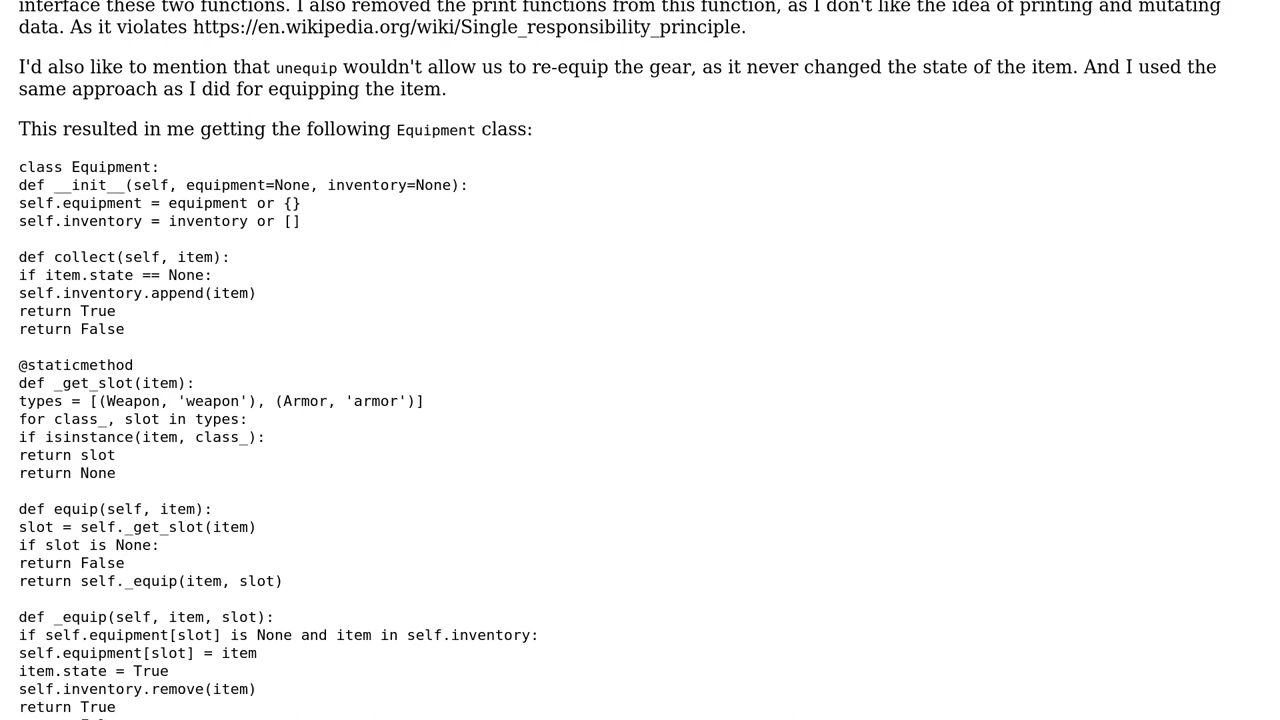 interface these two functions. I also removed the print functions from this function, as I don't like the idea of printing and mutating
data. As it violates https://en.wikipedia.org/wiki/Single_responsibility_principle.
I'd also like to mention that unequip wouldn't allow us to re-equip the gear, as it never changed the state of the item. And I used the
same approach as I did for equipping the item.
This resulted in me getting the following Equipment class:
class Equipment:
def __init__(self, equipment=None, inventory=None):
self.equipment = equipment or {}
self.inventory = inventory or []
def collect(self, item):
if item.state == None:
self.inventory.append(item)
return True
return False
@staticmethod
def _get_slot(item):
types = [(Weapon, 'weapon'), (Armor, 'armor')]
for class_, slot in types:
if isinstance(item, class_):
return slot
return None
def equip(self, item):
slot = self._get_slot(item)
if slot is None:
return False
return self._equip(item, slot)
def _equip(self, item, slot):
if self.equipment[slot] is None and item in self.inventory:
self.equipment[slot] = item
item.state = True
self.inventory.remove(item)
return True